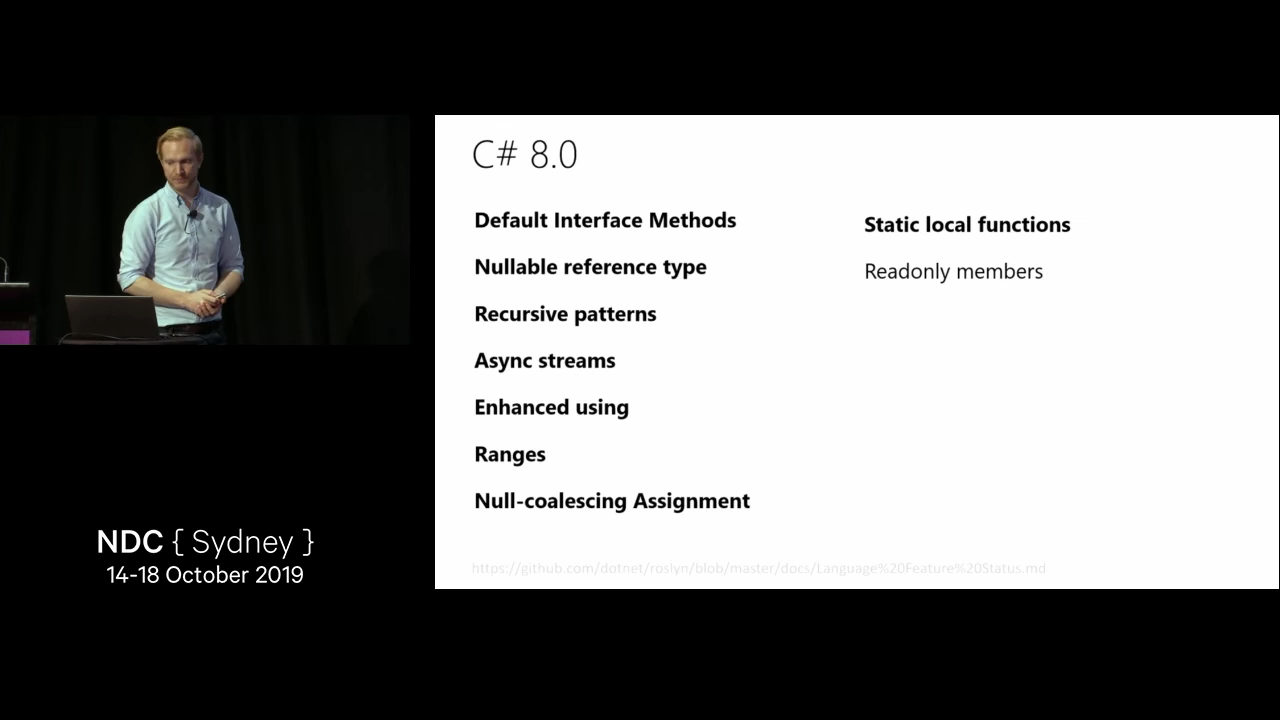 C# 8.0
Default Interface Methods
Nullable reference type
Recursive patterns
Async streams
Enhanced using
Ranges
Null-coalescing Assignment
Static local functions
Readonly members
https://github.com/dotnet/roslyn/blob/master/docs/Language%20Feature%20Status.md
NDC { Sydney }
14-18 October 2019